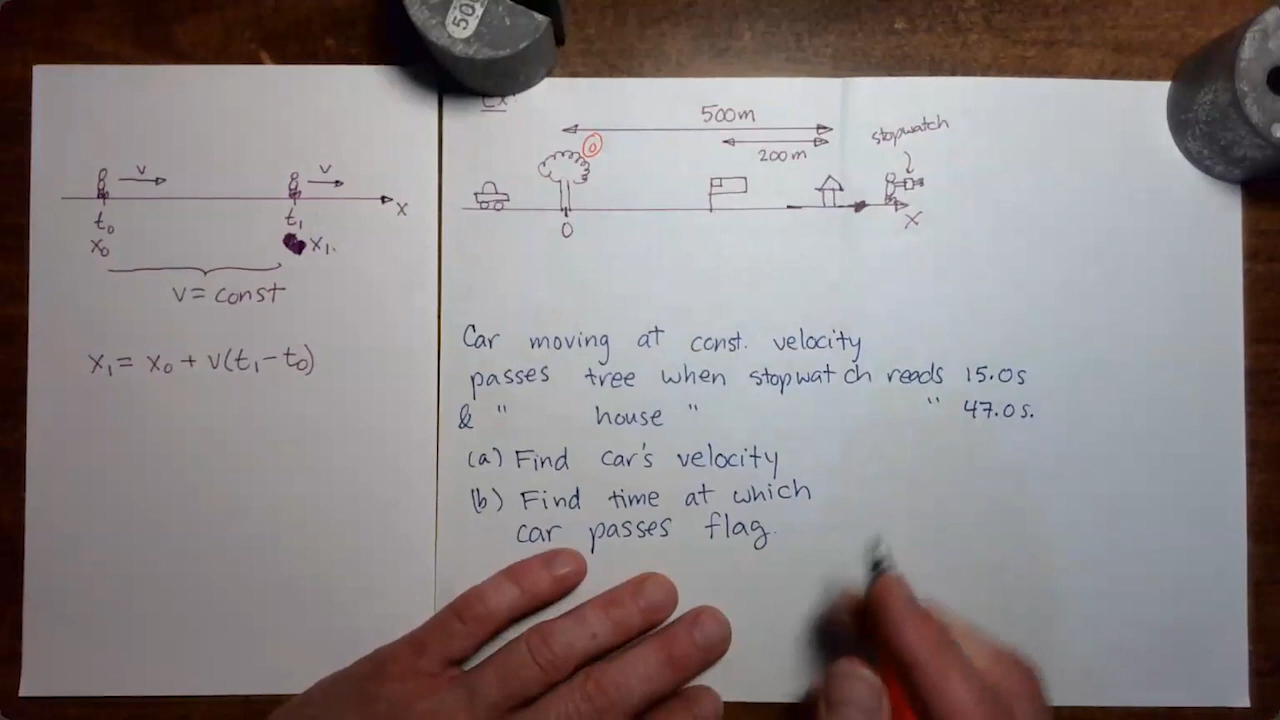 50
v v
x
t₀ t₁
x₀ x₁.
v = const
x₁ = x₀ + v(t₁ − t₀)
Ex
500m
0
200m
stopwatch
0
x
Car moving at const. velocity
passes tree when stopwatch reads 15.0s
& " house " " 47.0s.
(a) Find car's velocity
(b) Find time at which
car passes flag.